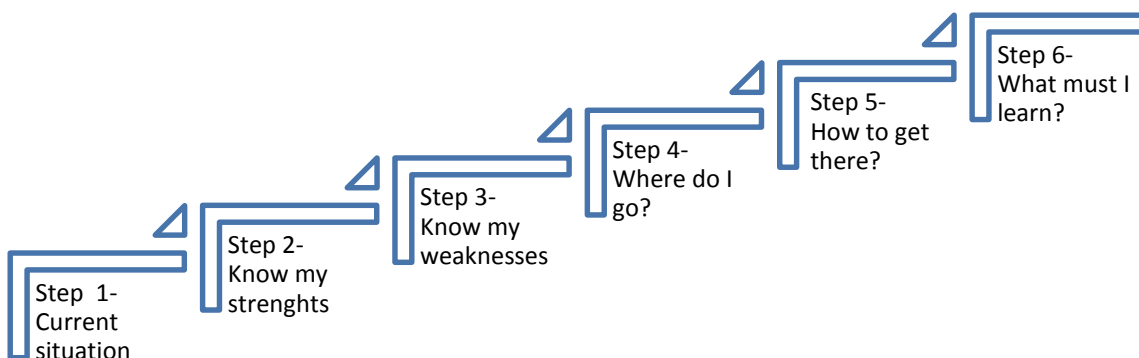 Step  1-
Current
situation
Step 2-
Know my
strenghts
Step 3-
Know my
weaknesses
Step 4-
Where do I
go?
Step 5-
How to get
there?
Step 6-
What must I
learn?